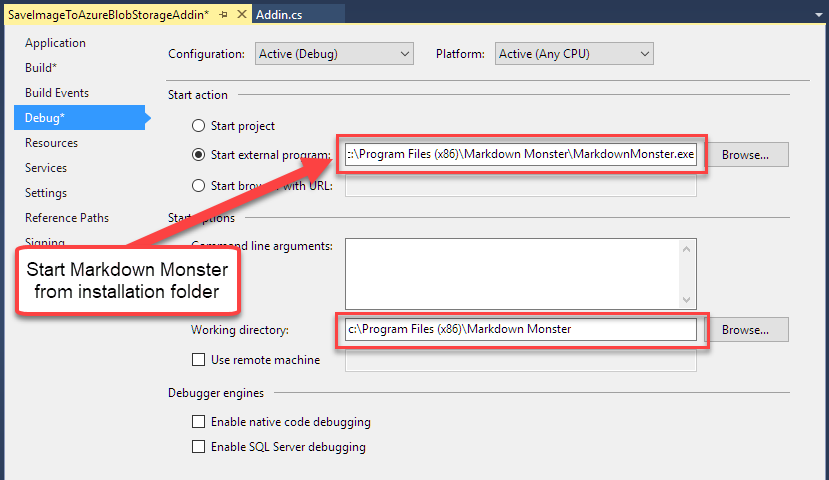 SaveImageToAzureBlobStorageAddin* Addin.cs
Application
Build*
Build Events
Debug*
Resources
Services
Settings
Reference Paths
Signing
Configuration: Active (Debug) Platform: Active (Any CPU)
Start action
Start project
Start external program: :\Program Files (x86)\Markdown Monster\MarkdownMonster.exe Browse...
Start browser with URL:
Start options
Command line arguments:
Start Markdown Monster
from installation folder
Working directory: c:\Program Files (x86)\Markdown Monster Browse...
Use remote machine
Debugger engines
Enable native code debugging
Enable SQL Server debugging